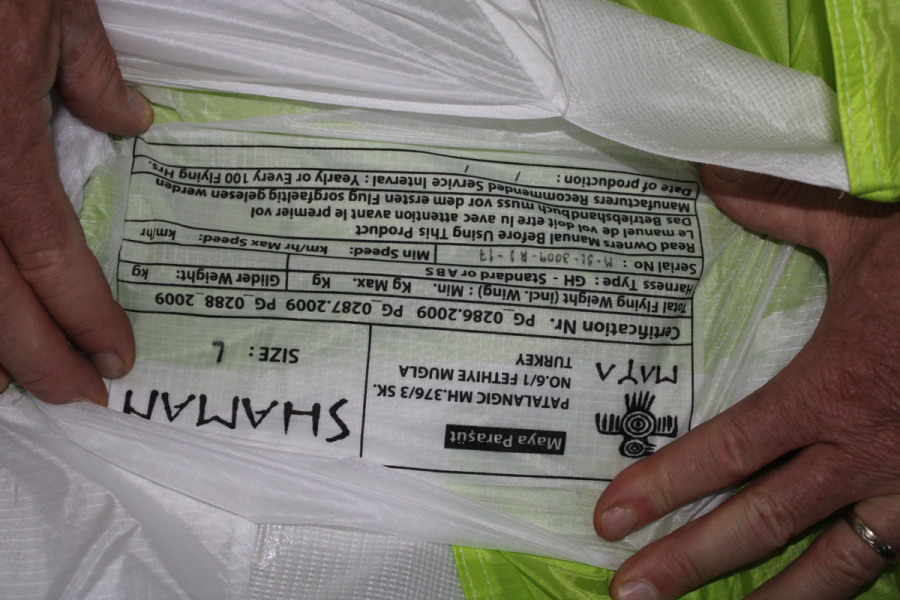 MAYA
Maya Paraşüt
PATALANGIC MH.376/3 SK.
NO.6/1 FETHIYE MUGLA
TURKEY
SHAMAN
SIZE : L
Certification Nr. PG_0286.2009 PG_0287.2009 PG_0288_2009
Total Flying Weight (incl. Wing) : Min. Kg Max. Kg Glider Weight: kg
Harness Type : GH - Standard or ABS
Serial No : Min Speed: km/hr Max Speed: km/hr
Read Owners Manual Before Using This Product
Le manuel de vol doit etre lu avec attention avant le premier vol
Das Betriebshandbuch muss vor dem ersten Flug sorgfaeltig gelesen werden
Manufacturers Recommended Service Interval : Yearly or Every 100 Flying Hrs.
Date of production : / /